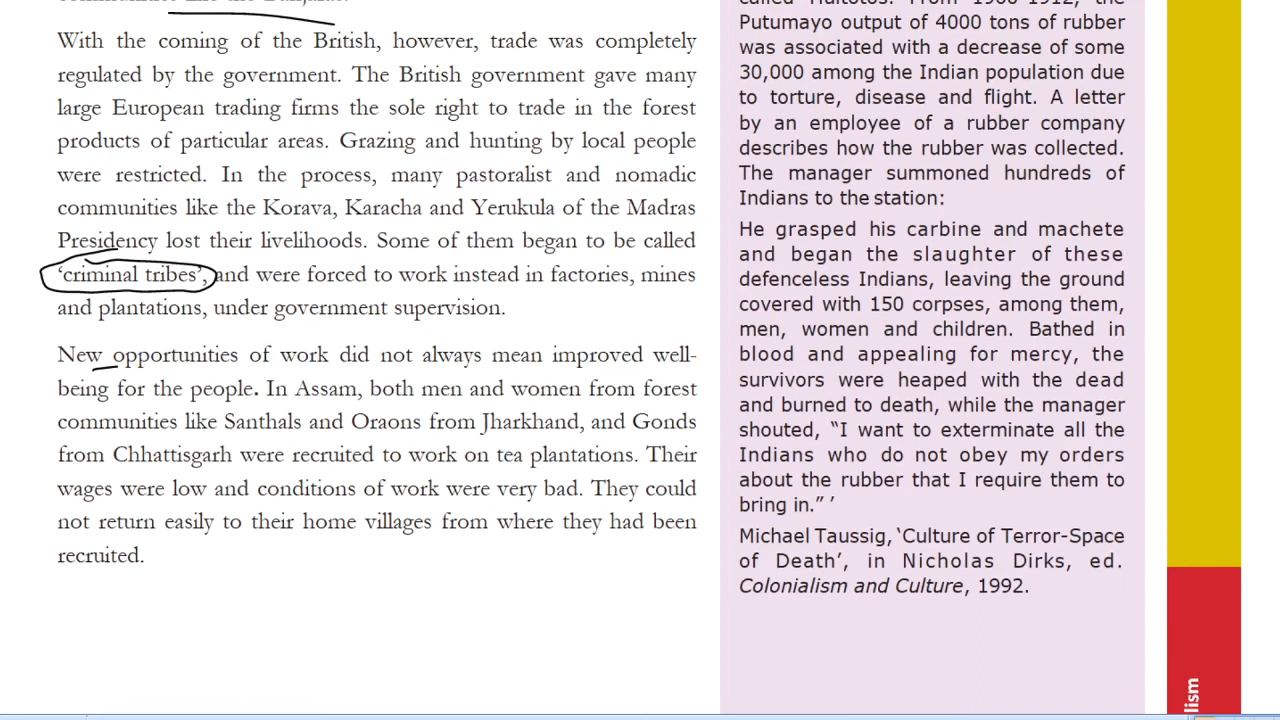 With the coming of the British, however, trade was completely
regulated by the government. The British government gave many
large European trading firms the sole right to trade in the forest
products of particular areas. Grazing and hunting by local people
were restricted. In the process, many pastoralist and nomadic
communities like the Korava, Karacha and Yerukula of the Madras
Presidency lost their livelihoods. Some of them began to be called
‘criminal tribes’, and were forced to work instead in factories, mines
and plantations, under government supervision.
New opportunities of work did not always mean improved well-
being for the people. In Assam, both men and women from forest
communities like Santhals and Oraons from Jharkhand, and Gonds
from Chhattisgarh were recruited to work on tea plantations. Their
wages were low and conditions of work were very bad. They could
not return easily to their home villages from where they had been
recruited.
Putumayo output of 4000 tons of rubber
was associated with a decrease of some
30,000 among the Indian population due
to torture, disease and flight. A letter
by an employee of a rubber company
describes how the rubber was collected.
The manager summoned hundreds of
Indians to the station:
He grasped his carbine and machete
and began the slaughter of these
defenceless Indians, leaving the ground
covered with 150 corpses, among them,
men, women and children. Bathed in
blood and appealing for mercy, the
survivors were heaped with the dead
and burned to death, while the manager
shouted, “I want to exterminate all the
Indians who do not obey my orders
about the rubber that I require them to
bring in.” ’
Michael Taussig, ‘Culture of Terror-Space
of Death’, in Nicholas Dirks, ed.
Colonialism and Culture, 1992.
lism